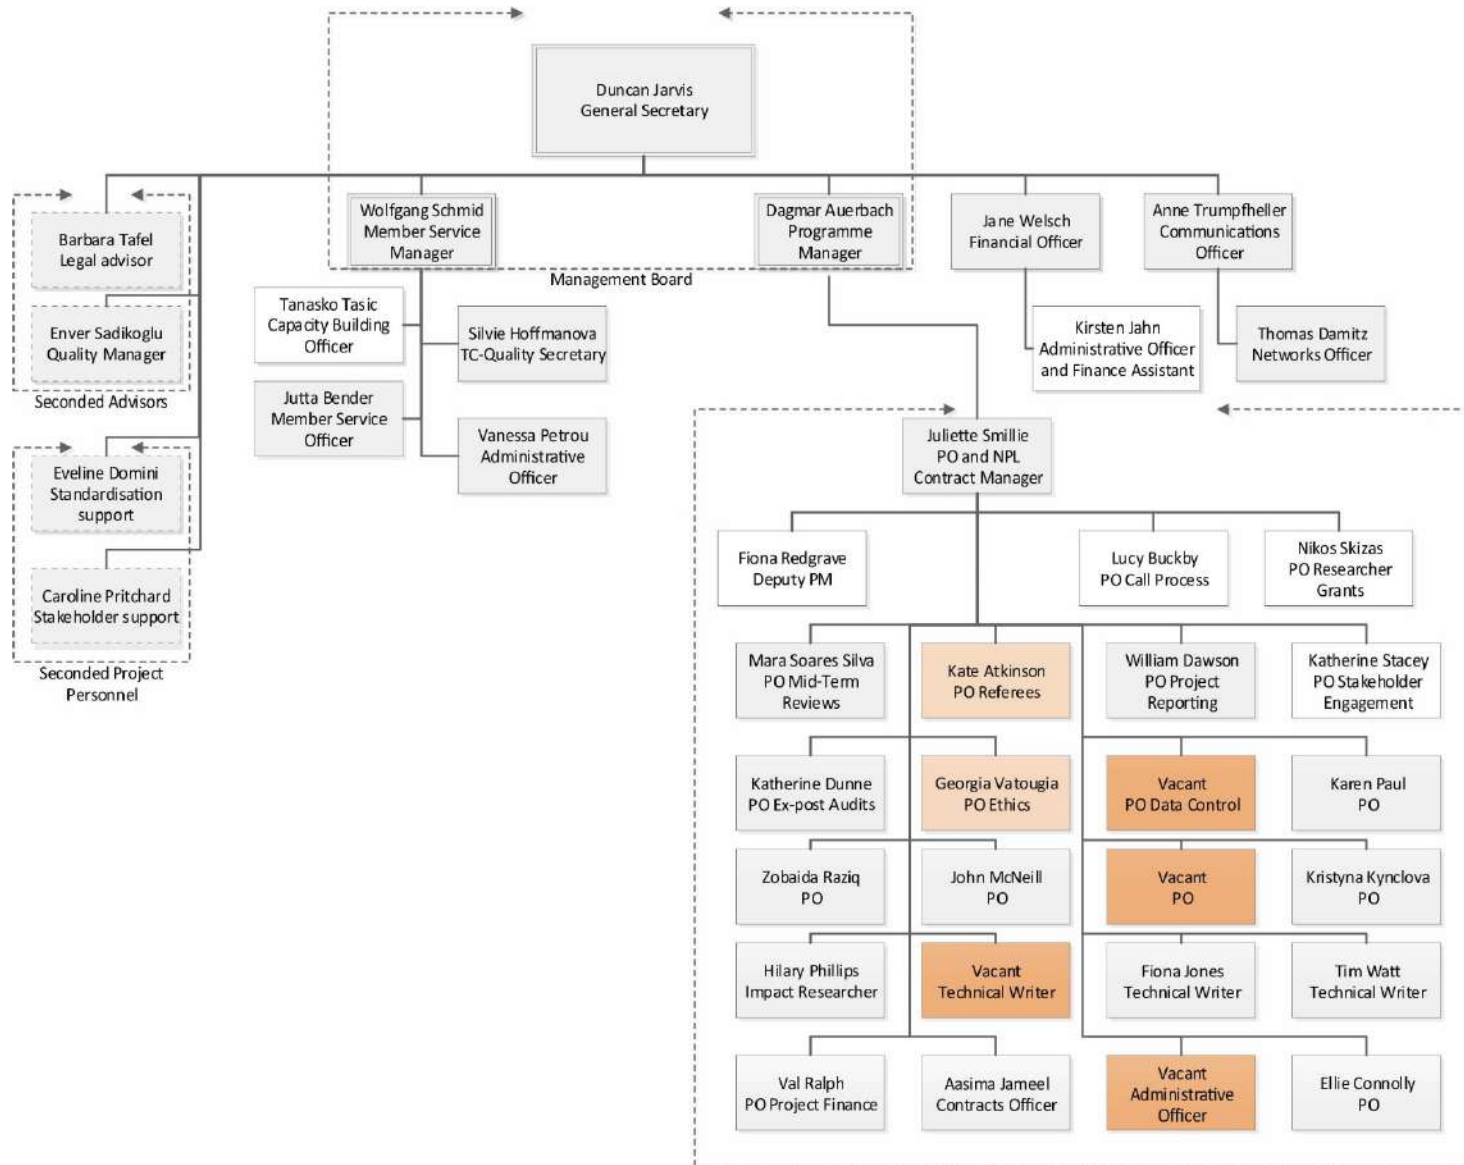 Duncan Jarvis
General Secretary
Barbara Tafel
Legal advisor
Enver Sadikoglu
Quality Manager
Seconded Advisors
Eveline Domini
Standardisation
support
Caroline Pritchard
Stakeholder support
Seconded Project
Personnel
Wolfgang Schmid
Member Service
Manager
Dagmar Auerbach
Programme
Manager
Management Board
Jane Welsch
Financial Officer
Anne Trumpfheller
Communications
Officer
Tanasko Tasic
Capacity Building
Officer
Silvie Hoffmanova
TC-Quality Secretary
Jutta Bender
Member Service
Officer
Vanessa Petrou
Administrative
Officer
Kirsten Jahn
Administrative Officer
and Finance Assistant
Thomas Damitz
Networks Officer
Juliette Smillie
PO and NPL
Contract Manager
Fiona Redgrave
Deputy PM
Lucy Buckby
PO Call Process
Nikos Skizas
PO Researcher
Grants
Mara Soares Silva
PO Mid-Term
Reviews
Kate Atkinson
PO Referees
William Dawson
PO Project
Reporting
Katherine Stacey
PO Stakeholder
Engagement
Katherine Dunne
PO Ex-post Audits
Georgia Vatougia
PO Ethics
Vacant
PO Data Control
Karen Paul
PO
Zobaida Raziq
PO
John McNeill
PO
Vacant
PO
Kristyna Kynclova
PO
Hilary Phillips
Impact Researcher
Vacant
Technical Writer
Fiona Jones
Technical Writer
Tim Watt
Technical Writer
Val Ralph
PO Project Finance
Aasima Jameel
Contracts Officer
Vacant
Administrative
Officer
Ellie Connolly
PO